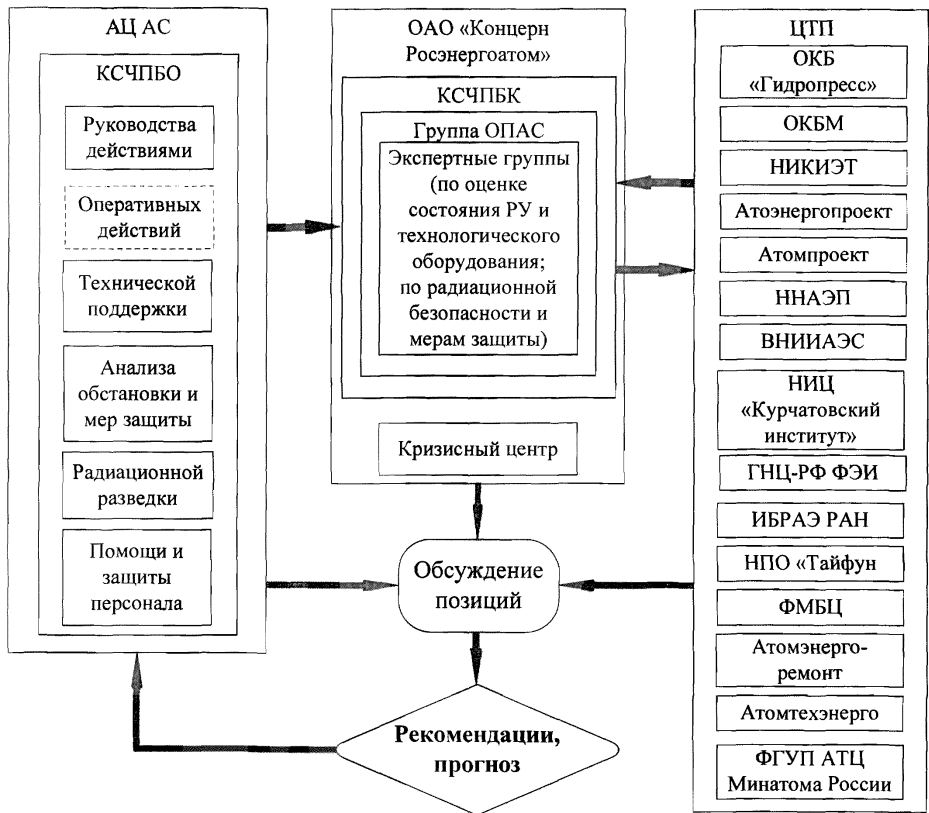 АЦ АС
КСЧПБО
Руководства
действиями
Оперативных
действий
Технической
поддержки
Анализа
обстановки и
мер защиты
Радиационной
разведки
Помощи и
защиты
персонала
ОАО «Концерн
Росэнергоатом»
КСЧПБК
Группа ОПАС
Экспертные группы
(по оценке
состояния РУ и
технологического
оборудования;
по радиационной
безопасности и
мерам защиты)
Кризисный центр
Обсуждение
позиций
Рекомендации,
прогноз
ЦТП
ОКБ
«Гидропресс»
ОКБМ
НИКИЭТ
Атоэнергопроект
Атомпроект
ННАЭП
ВНИИАЭС
НИЦ
«Курчатовский
институт»
ГНЦ-РФ ФЭИ
ИБРАЭ РАН
НПО «Тайфун
ФМБЦ
Атомэнерго-
ремонт
Атомтехэнерго
ФГУП АТЦ
Минатома России